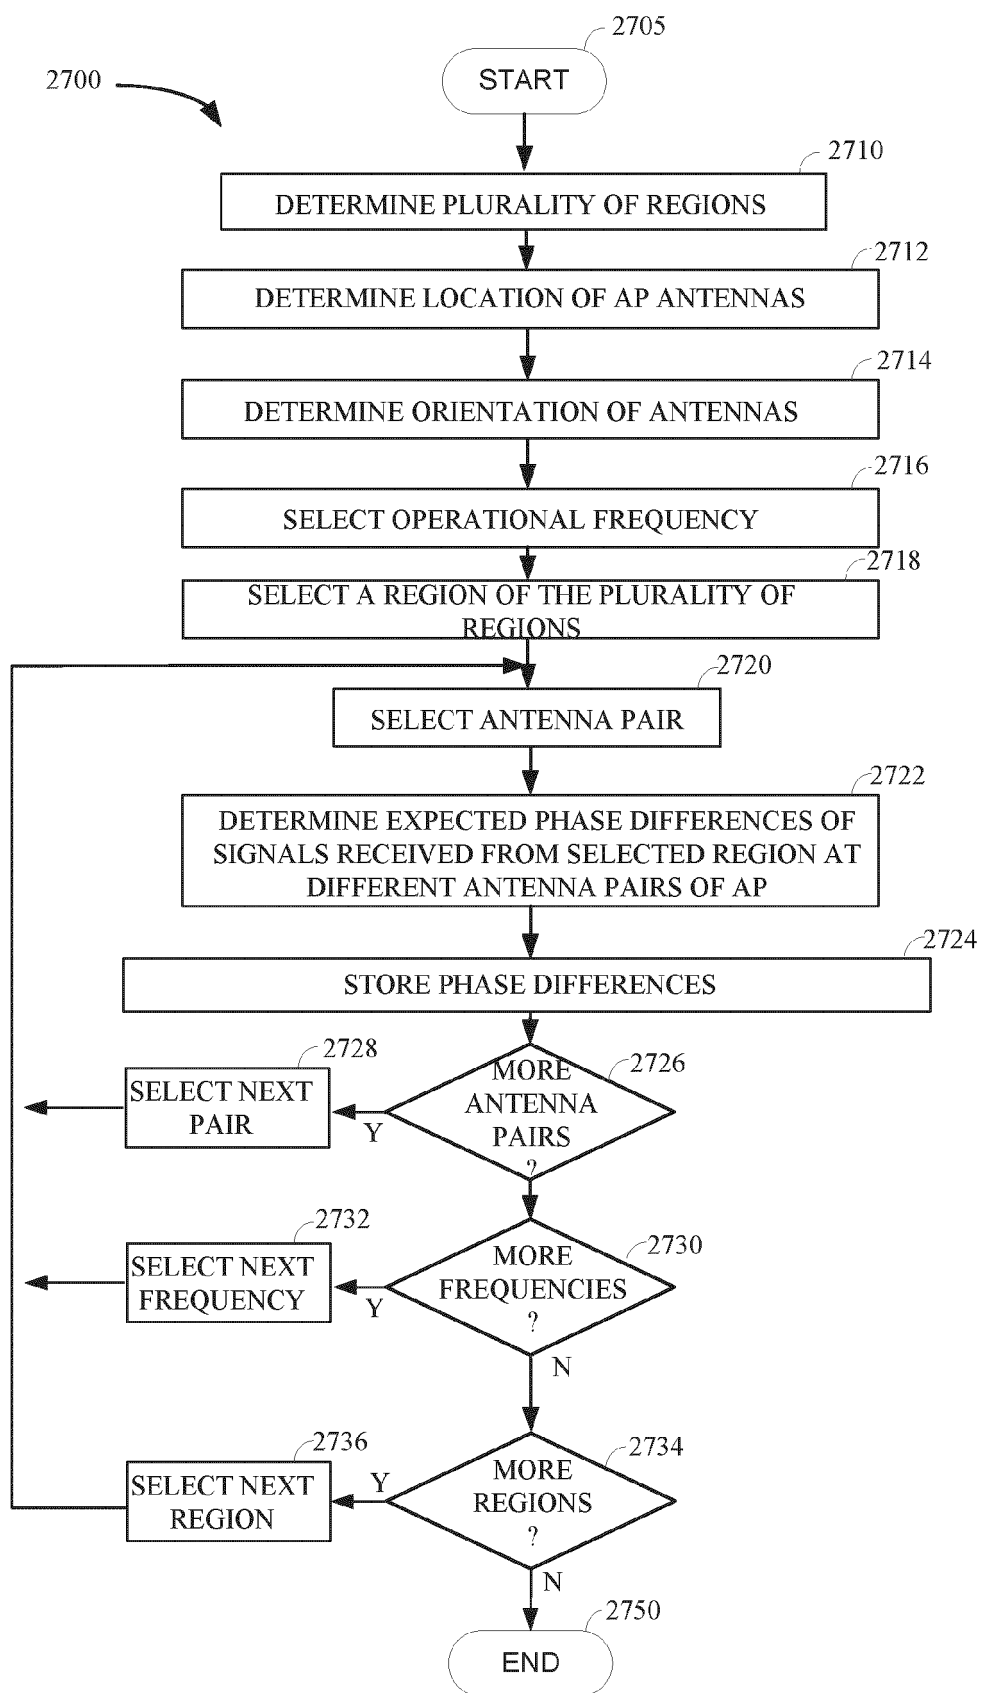 2705
START
2700
2710
DETERMINE PLURALITY OF REGIONS
2712
DETERMINE LOCATION OF AP ANTENNAS
2714
DETERMINE ORIENTATION OF ANTENNAS
2716
SELECT OPERATIONAL FREQUENCY
2718
SELECT A REGION OF THE PLURALITY OF
REGIONS
2720
SELECT ANTENNA PAIR
2722
DETERMINE EXPECTED PHASE DIFFERENCES OF
SIGNALS RECEIVED FROM SELECTED REGION AT
DIFFERENT ANTENNA PAIRS OF AP
2724
STORE PHASE DIFFERENCES
2728
SELECT NEXT
PAIR
Y
2726
MORE
ANTENNA
PAIRS
?
2732
SELECT NEXT
FREQUENCY
Y
2730
MORE
FREQUENCIES
?
N
2736
SELECT NEXT
REGION
Y
2734
MORE
REGIONS
?
N
2750
END